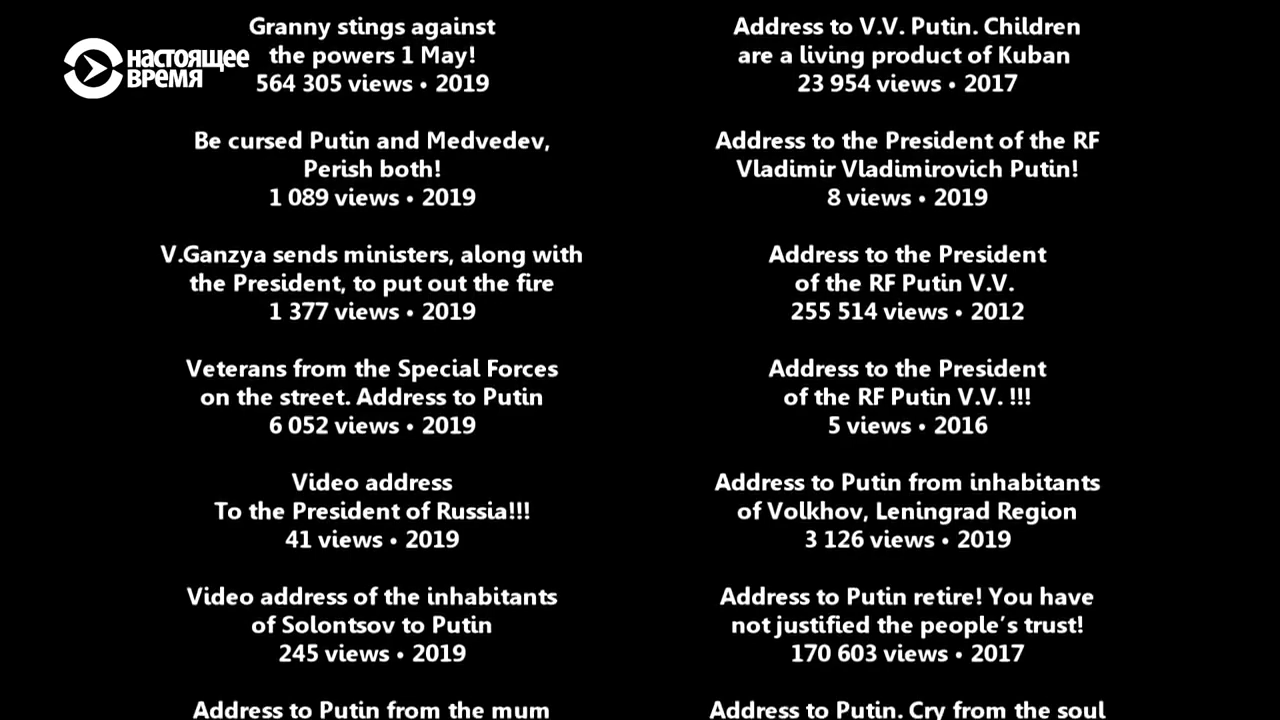 НАСТОЯЩЕЕ
ВРЕМЯ
Granny stings against
the powers 1 May!
564 305 views • 2019
Be cursed Putin and Medvedev,
Perish both!
1 089 views • 2019
V.Ganzya sends ministers, along with
the President, to put out the fire
1 377 views • 2019
Veterans from the Special Forces
on the street. Address to Putin
6 052 views • 2019
Video address
To the President of Russia!!!
41 views • 2019
Video address of the inhabitants
of Solontsov to Putin
245 views • 2019
Address to Putin from the mum
Address to V.V. Putin. Children
are a living product of Kuban
23 954 views • 2017
Address to the President of the RF
Vladimir Vladimirovich Putin!
8 views • 2019
Address to the President
of the RF Putin V.V.
255 514 views • 2012
Address to the President
of the RF Putin V.V. !!!
5 views • 2016
Address to Putin from inhabitants
of Volkhov, Leningrad Region
3 126 views • 2019
Address to Putin retire! You have
not justified the people’s trust!
170 603 views • 2017
Address to Putin. Cry from the soul